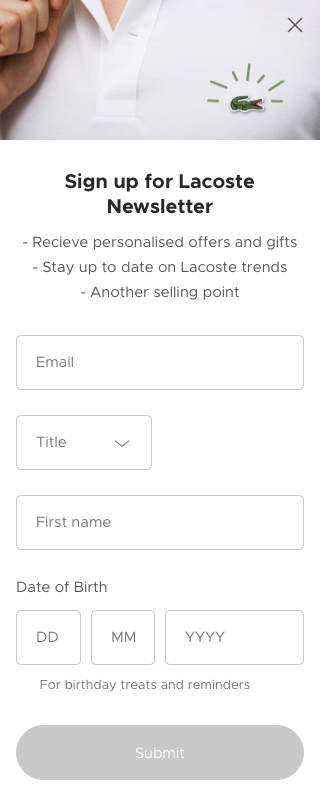 Sign up for Lacoste
Newsletter
- Recieve personalised offers and gifts
- Stay up to date on Lacoste trends
- Another selling point
Email
Title
First name
Date of Birth
DD MM YYYY
For birthday treats and reminders
Submit